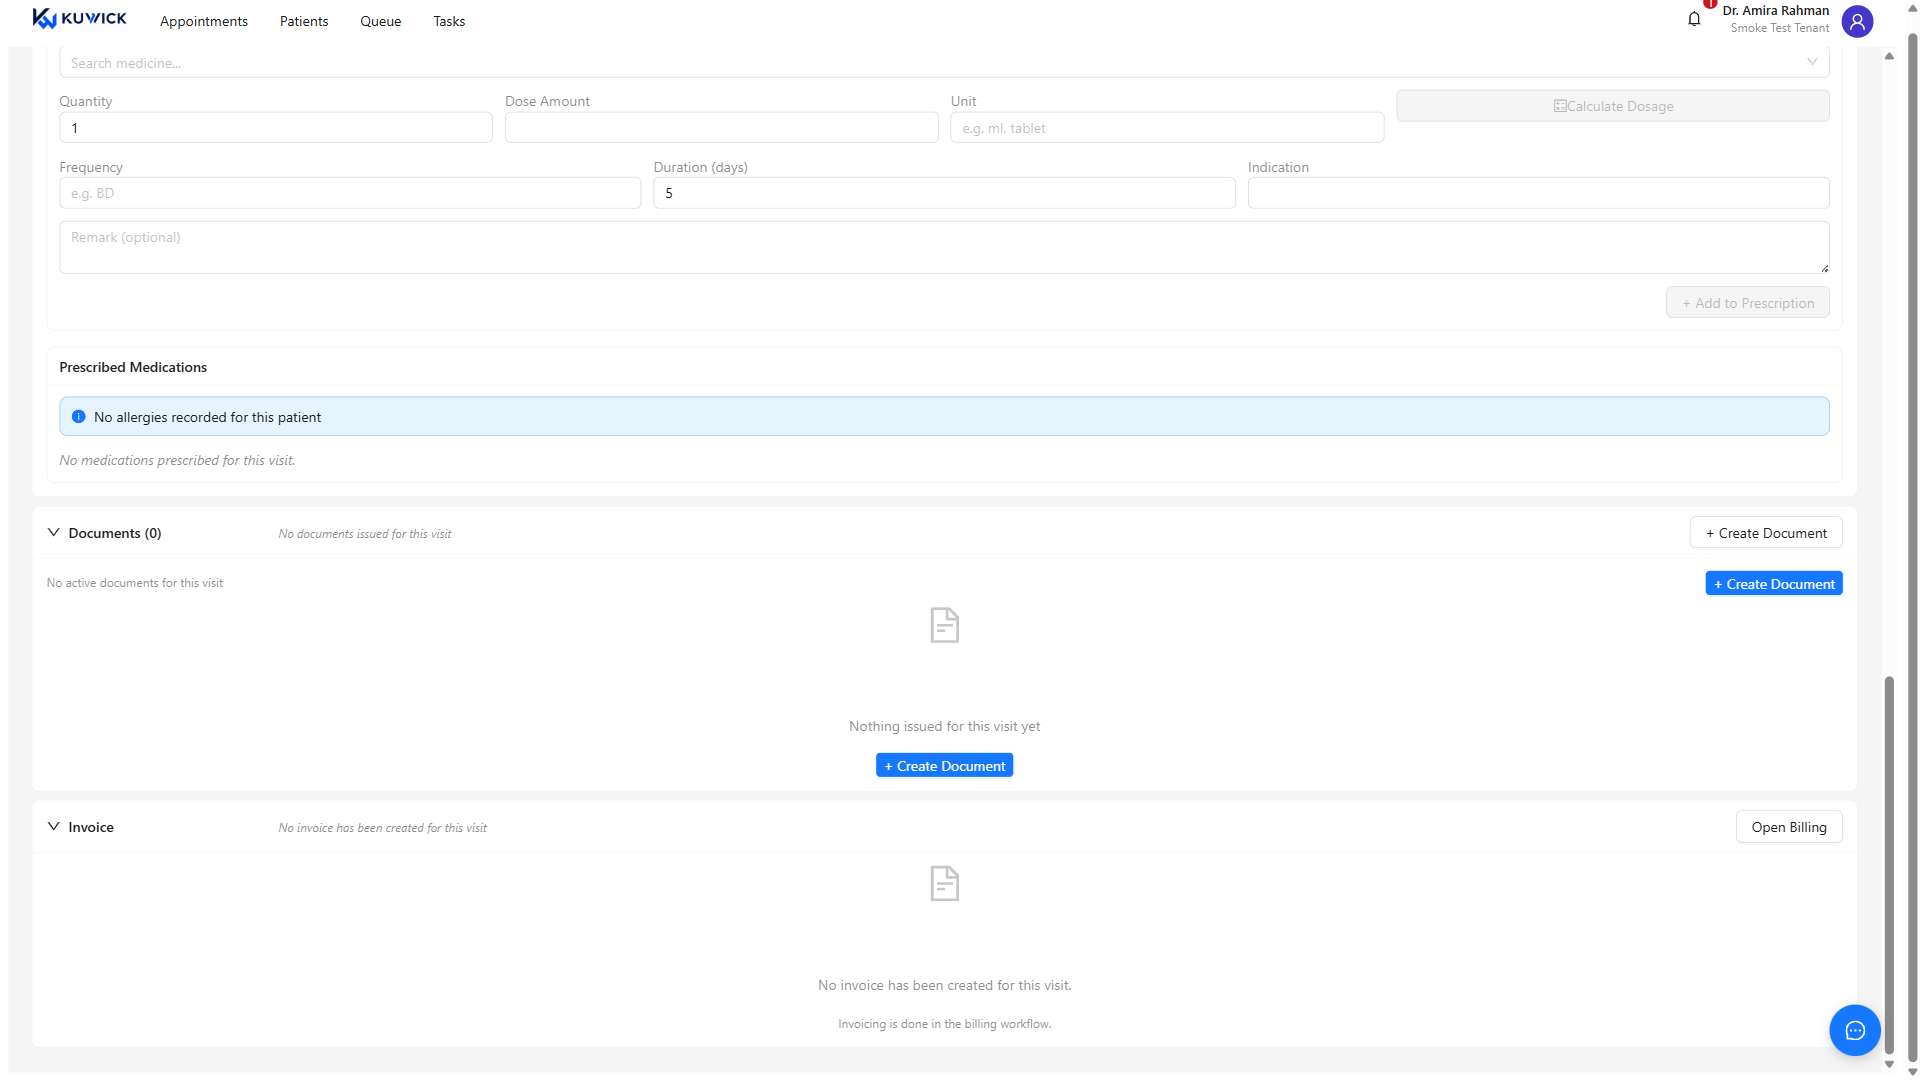 KUWICK
Appointments
Patients
Queue
Tasks
1
Dr. Amira Rahman
Smoke Test Tenant
Search medicine...
Quantity
Dose Amount
Unit
1
e.g. ml, tablet
Calculate Dosage
Frequency
Duration (days)
Indication
e.g. BD
5
Remark (optional)
+ Add to Prescription
Prescribed Medications
No allergies recorded for this patient
No medications prescribed for this visit.
Documents (0)
No documents issued for this visit
+ Create Document
No active documents for this visit
+ Create Document
Nothing issued for this visit yet
+ Create Document
Invoice
No invoice has been created for this visit
Open Billing
No invoice has been created for this visit.
Invoicing is done in the billing workflow.